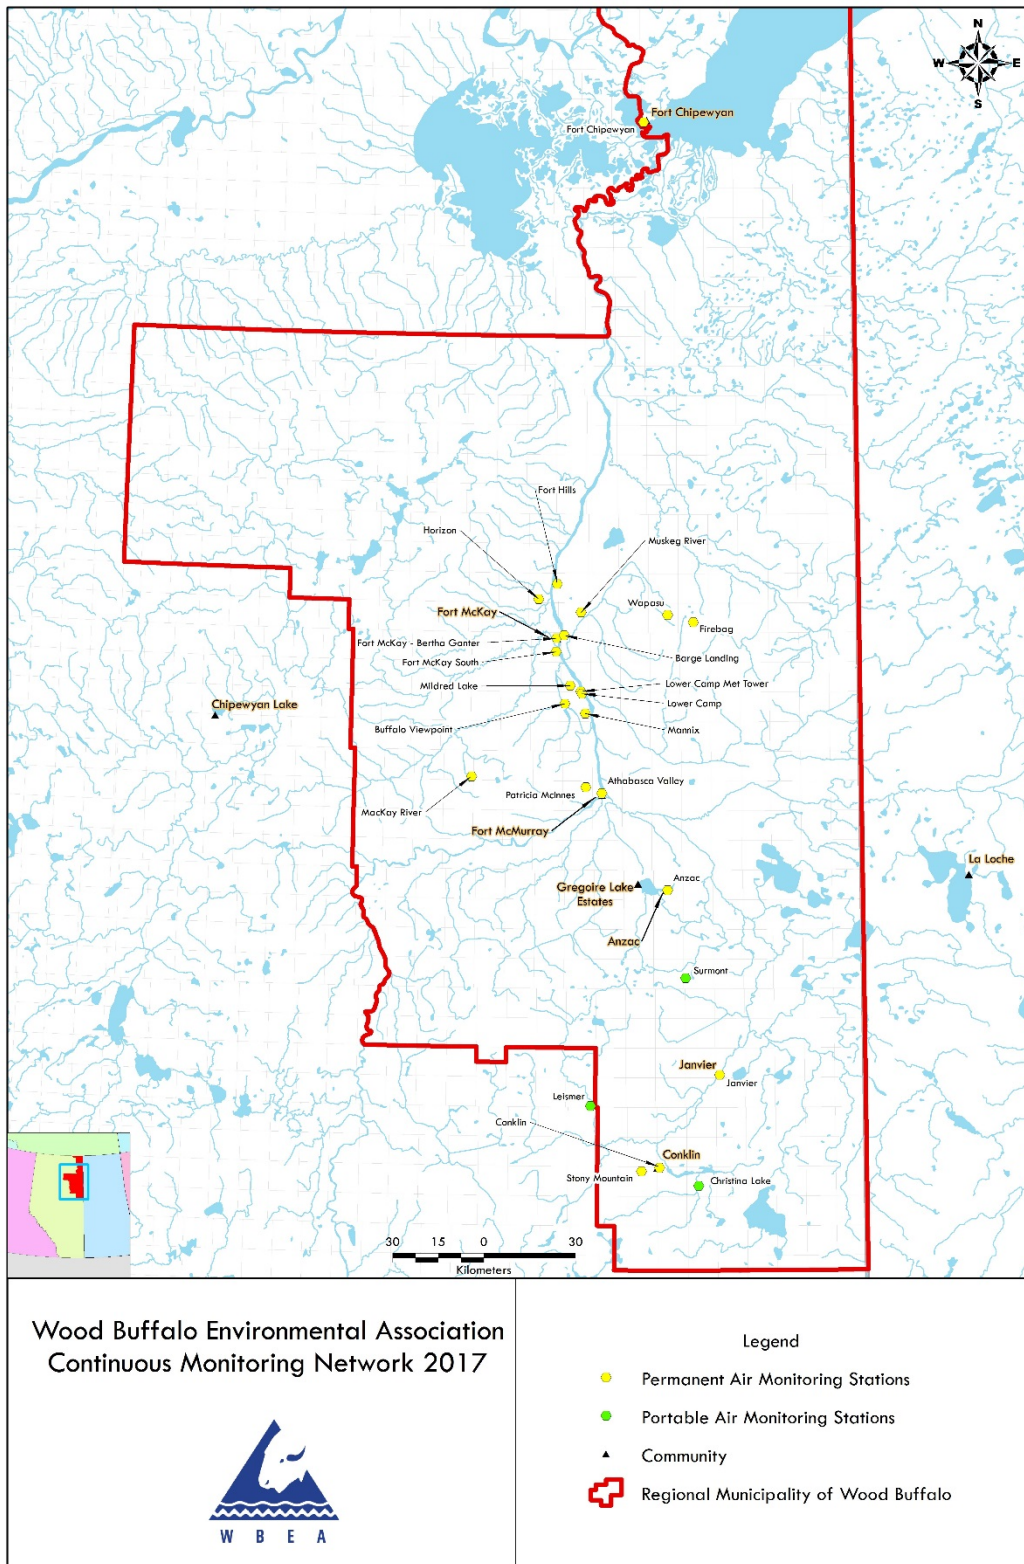 N
W E
S
Fort Chipewyan
Fort Chipewyan
Fort Hills
Horizon
Muskeg River
Wapasu
Fort McKay
Firebag
Fort McKay - Bertha Ganter
Barge Landing
Fort McKay South
Mildred Lake
Lower Camp Met Tower
Lower Camp
Chipewyan Lake
Buffalo Viewpoint
Mannix
Athabasca Valley
Patricia McInnes
MacKay River
Fort McMurray
La Loche
Anzac
Gregoire Lake
Estates
Anzac
Surmont
Janvier
Janvier
Leismer
Conklin
Conklin
Stony Mountain
Christina Lake
30 15 0 30
Kilometers
Wood Buffalo Environmental Association
Continuous Monitoring Network 2017
W B E A
Legend
Permanent Air Monitoring Stations
Portable Air Monitoring Stations
Community
Regional Municipality of Wood Buffalo